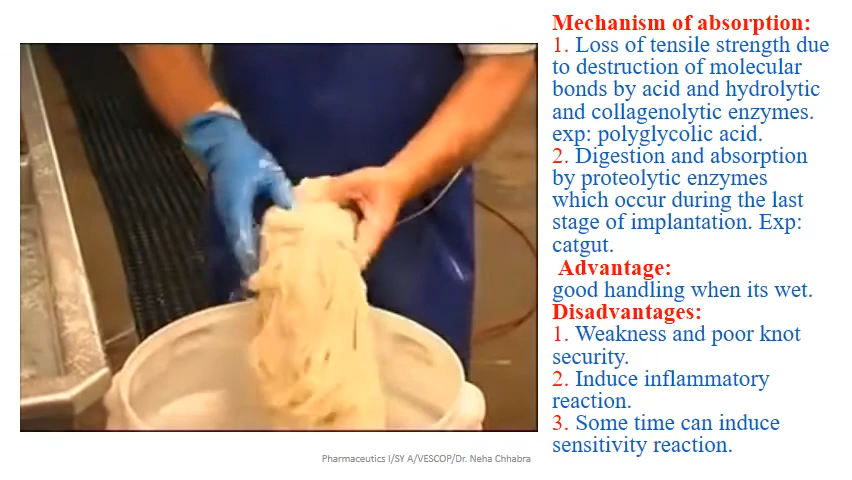 Mechanism of absorption:
1. Loss of tensile strength due
to destruction of molecular
bonds by acid and hydrolytic
and collagenolytic enzymes.
exp: polyglycolic acid.
2. Digestion and absorption
by proteolytic enzymes
which occur during the last
stage of implantation. Exp:
catgut.
Advantage:
good handling when its wet.
Disadvantages:
1. Weakness and poor knot
security.
2. Induce inflammatory
reaction.
3. Some time can induce
sensitivity reaction.
Pharmaceutics I/SY A/VESCOP/Dr. Neha Chhabra